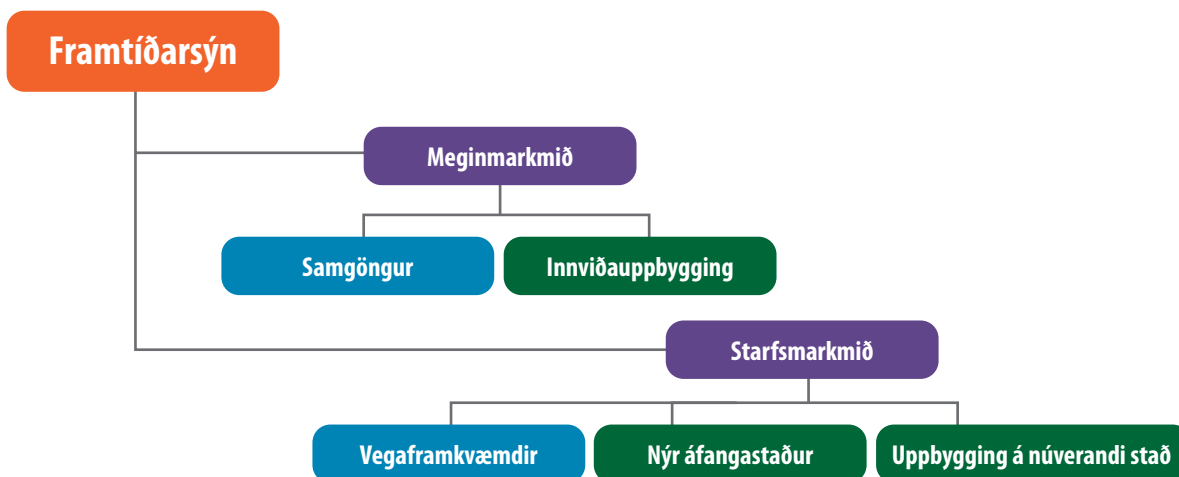 Framtíðarsýn
Meginmarkmið
Samgöngur
Innviðauppbygging
Starfsmarkmið
Vegaframkvæmdir
Nýr áfangastaður
Uppbygging á núverandi stað